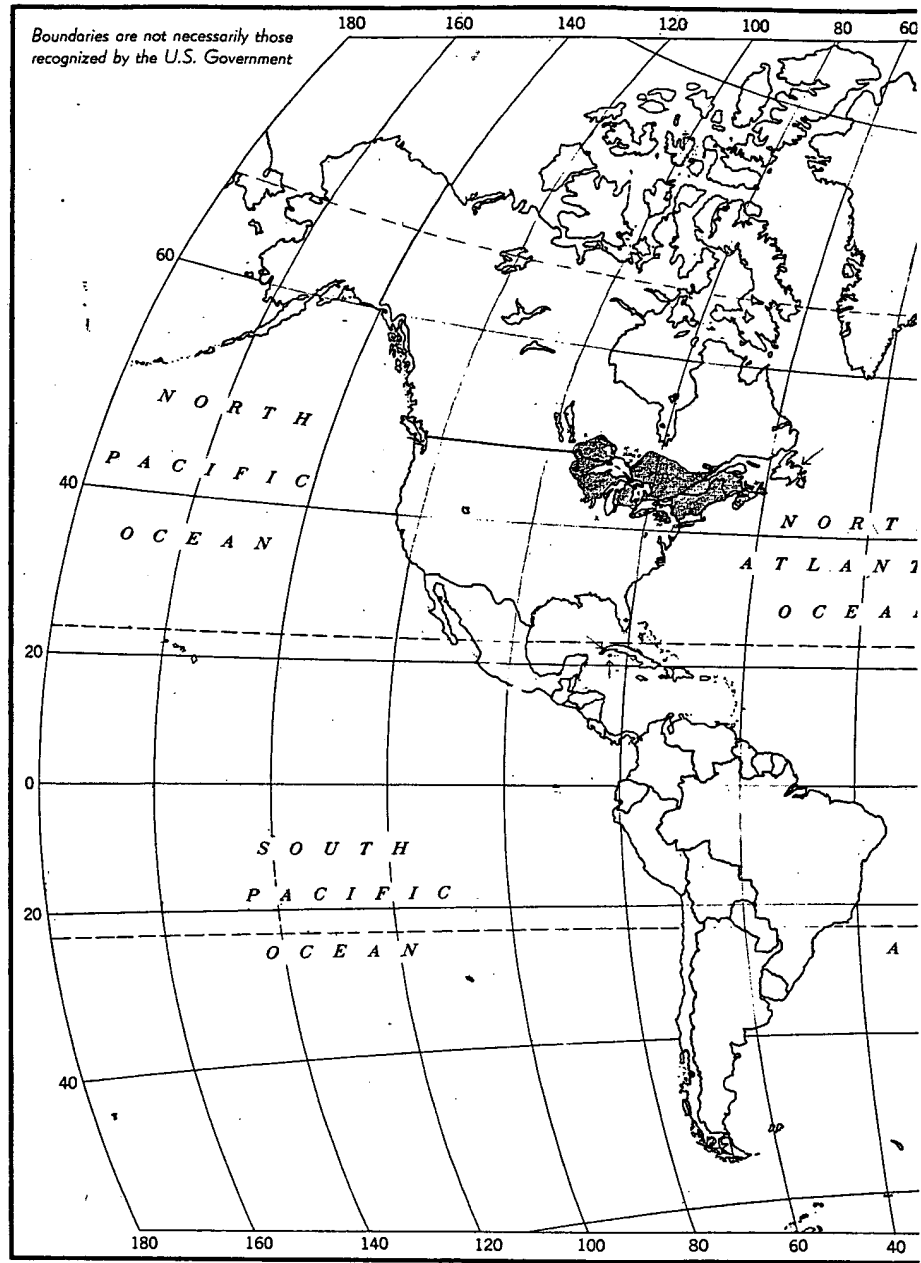 Boundaries are not necessarily those
recognized by the U.S. Government
180 160 140 120 100 80 60
60
NORTH
PACIFIC
40
OCEAN
NORT
ATLANT
OCEA
20
0
SOUTH
PACIFIC
20
OCEAN
A
40
180 160 140 120 100 80 60 40